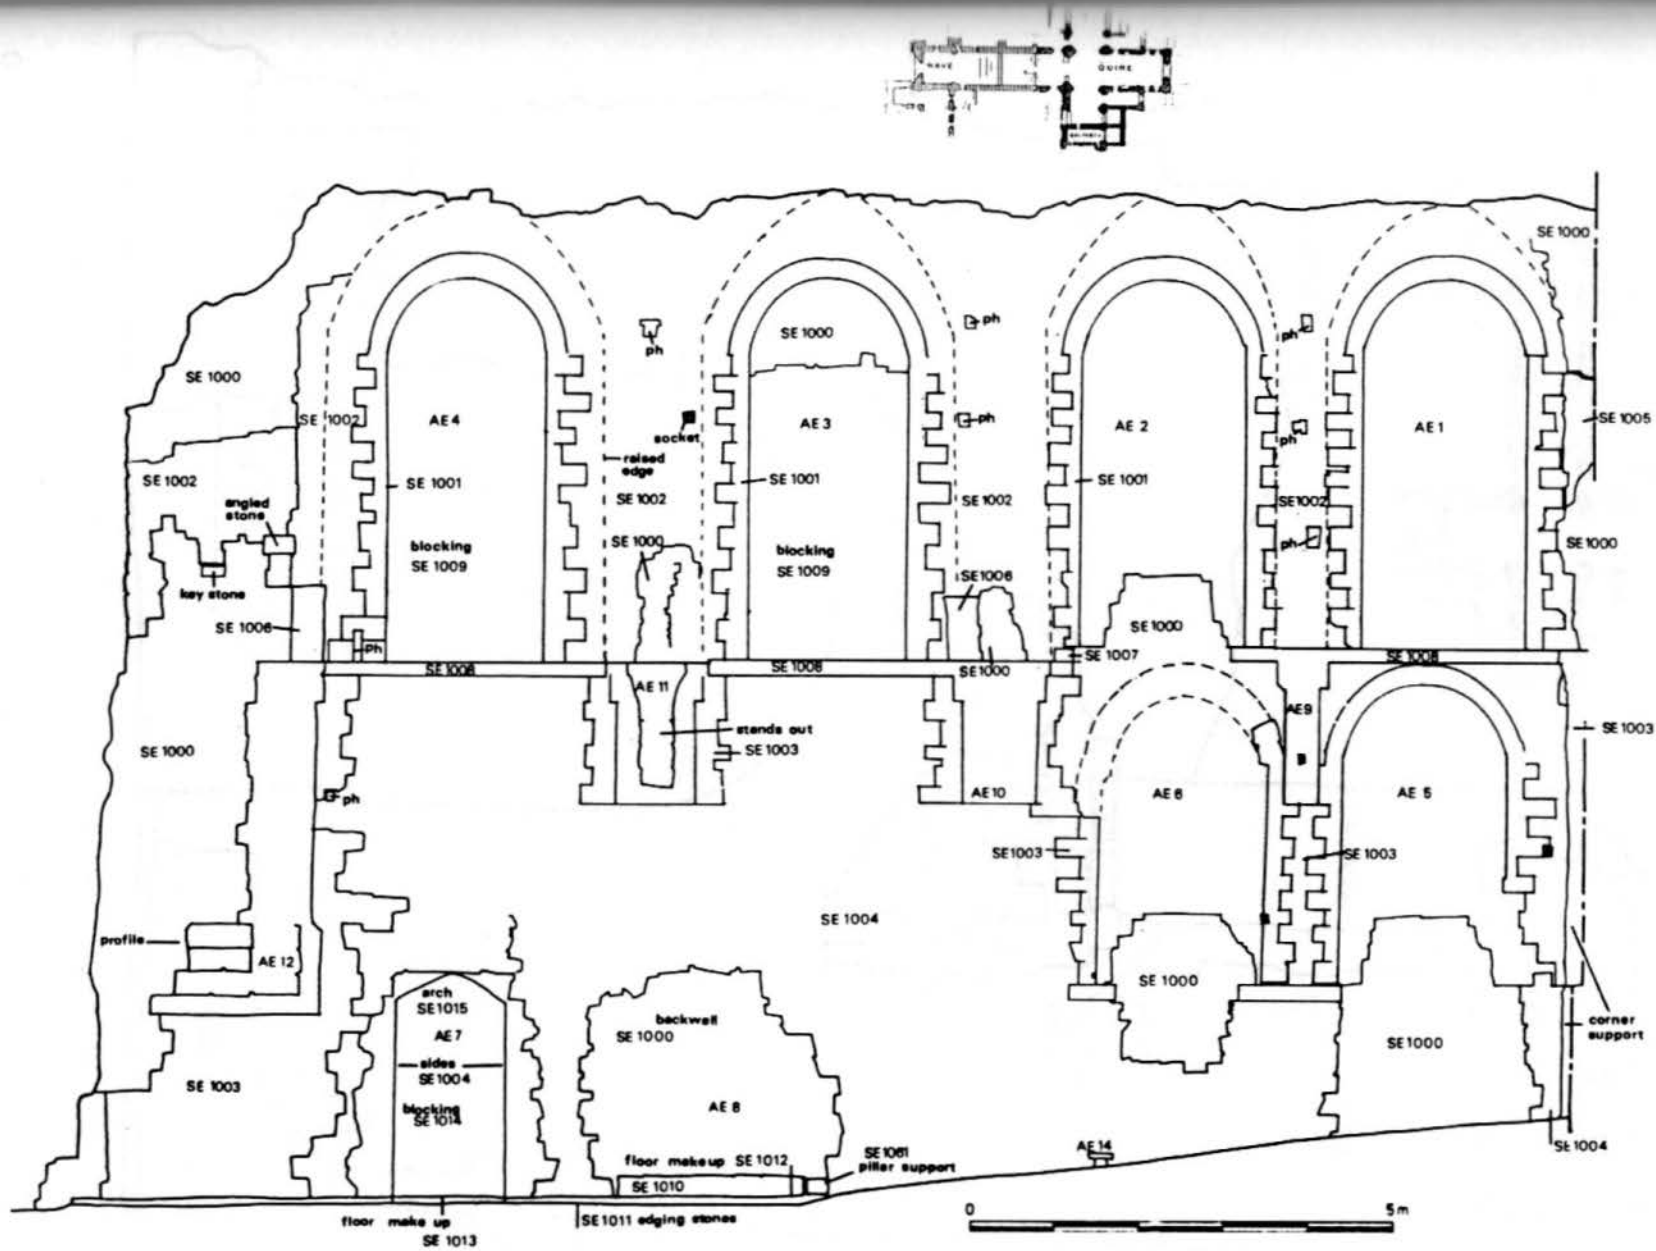 NAVE
QUIRE
SE 1000
SE 1000
SE 1000
ph
ph
ph
SE 1002
AE 4
socket
AE 3
ph
AE 2
ph
AE 1
SE 1005
SE 1002
SE 1001
raised
edge
SE 1002
SE 1001
SE 1002
SE 1001
SE 1002
angled
stone
SE 1000
ph
SE 1000
blocking
SE 1009
blocking
SE 1009
SE 1006
key stone
SE 1006
SE 1000
ph
SE 1007
SE 1008
SE 1008
SE 1000
SE 1008
AE 11
AE 9
stands out
SE 1003
SE 1003
SE 1000
ph
AE 10
AE 6
AE 5
SE 1003
SE 1003
SE 1004
profile
AE 12
SE 1000
arch
SE 1015
AE 7
sides
SE 1004
blocking
SE 1014
backwall
SE 1000
SE 1000
corner
support
SE 1003
AE 8
floor make up SE 1012
SE 1010
SE 1061
pillar support
AE 14
SE 1004
floor make up
SE 1013
SE 1011 edging stones
0
5m